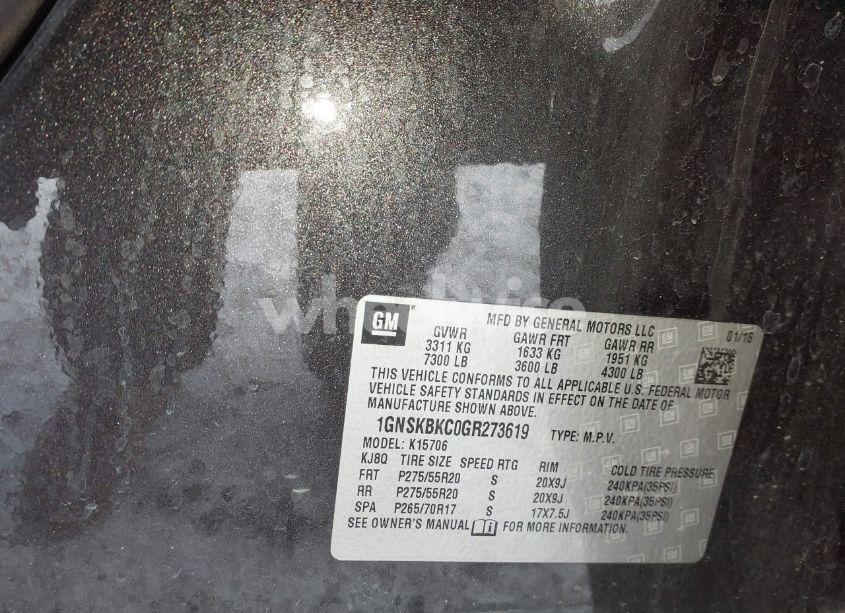 GM
MFD BY GENERAL MOTORS LLC
01/16
GVWR GAWR FRT GAWR RR
3311 KG 1633 KG 1951 KG
7300 LB 3600 LB 4300 LB
THIS VEHICLE CONFORMS TO ALL APPLICABLE U.S. FEDERAL MOTOR
VEHICLE SAFETY STANDARDS IN EFFECT ON THE DATE OF
MANUFACTURE SHOWN ABOVE.
1GNSKBKC0GR273619 TYPE: M.P.V.
MODEL: K15706
KJ8Q TIRE SIZE SPEED RTG RIM COLD TIRE PRESSURE
FRT P275/55R20 S 20X9J 240KPA(35PSI)
RR P275/55R20 S 20X9J 240KPA(35PSI)
SPA P265/70R17 S 17X7.5J 240KPA(35PSI)
SEE OWNER'S MANUAL FOR MORE INFORMATION.